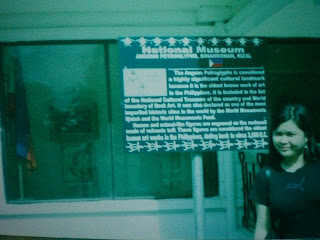 National Museum
ANGONO PETROGLYPHS, BINANGONAN, RIZAL
The Angono Petroglyphs is considered
a highly significant cultural landmark
because it is the oldest known work of art
in the Philippines. It is included in the list
of the National Cultural Treasure of the country and World
Inventory of Rock Art. It was also declared as one of the most
imperiled historic sites in the world by the World Monuments
Watch and the World Monuments Fund.
Human and animal-like figures are engraved on the rockwall
made of volcanic tuff. These figures are considered the oldest
known art works in the Philippines, dating back to circa 3,000 B.C.